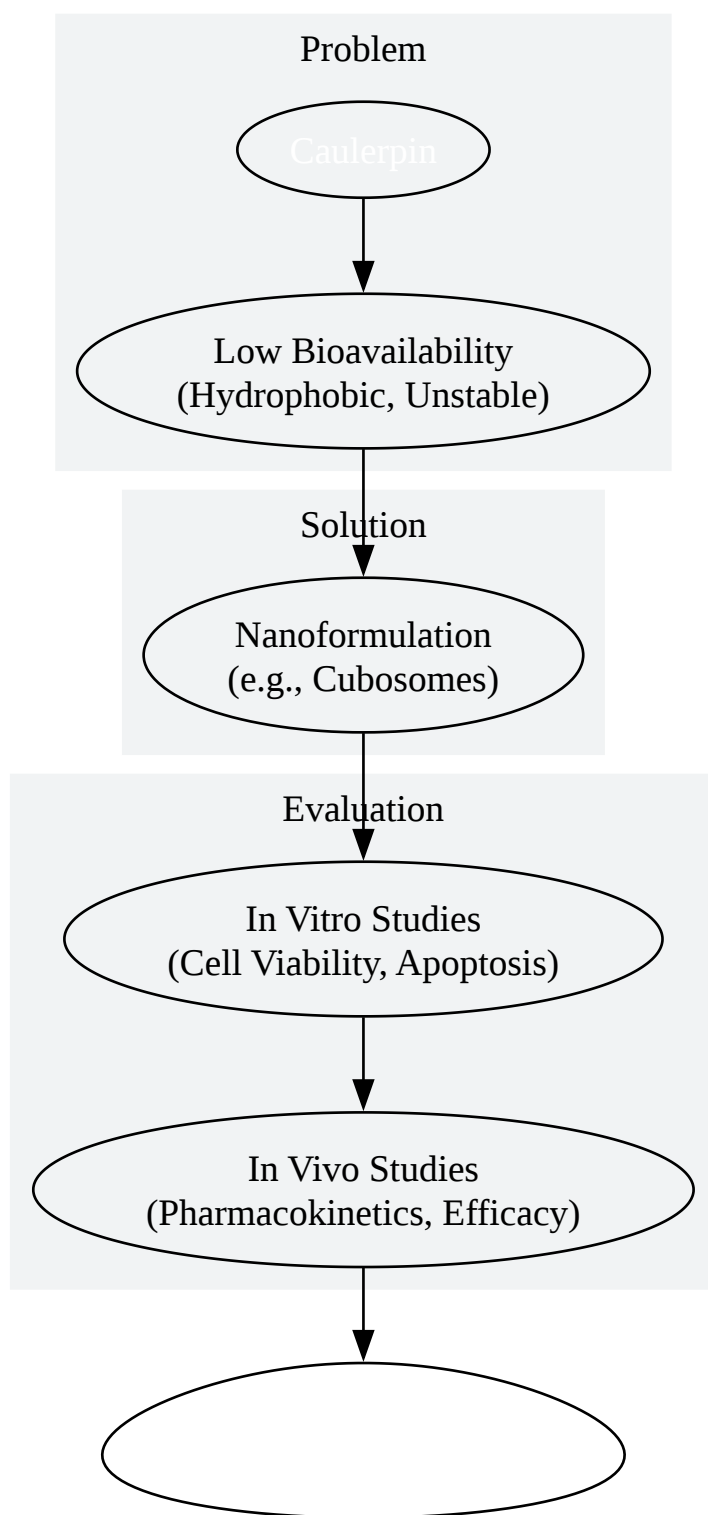 Problem
Caulerpin
Low Bioavailability
(Hydrophobic, Unstable)
Solution
Nanoformulation
(e.g., Cubosomes)
Evaluation
In Vitro Studies
(Cell Viability, Apoptosis)
In Vivo Studies
(Pharmacokinetics, Efficacy)